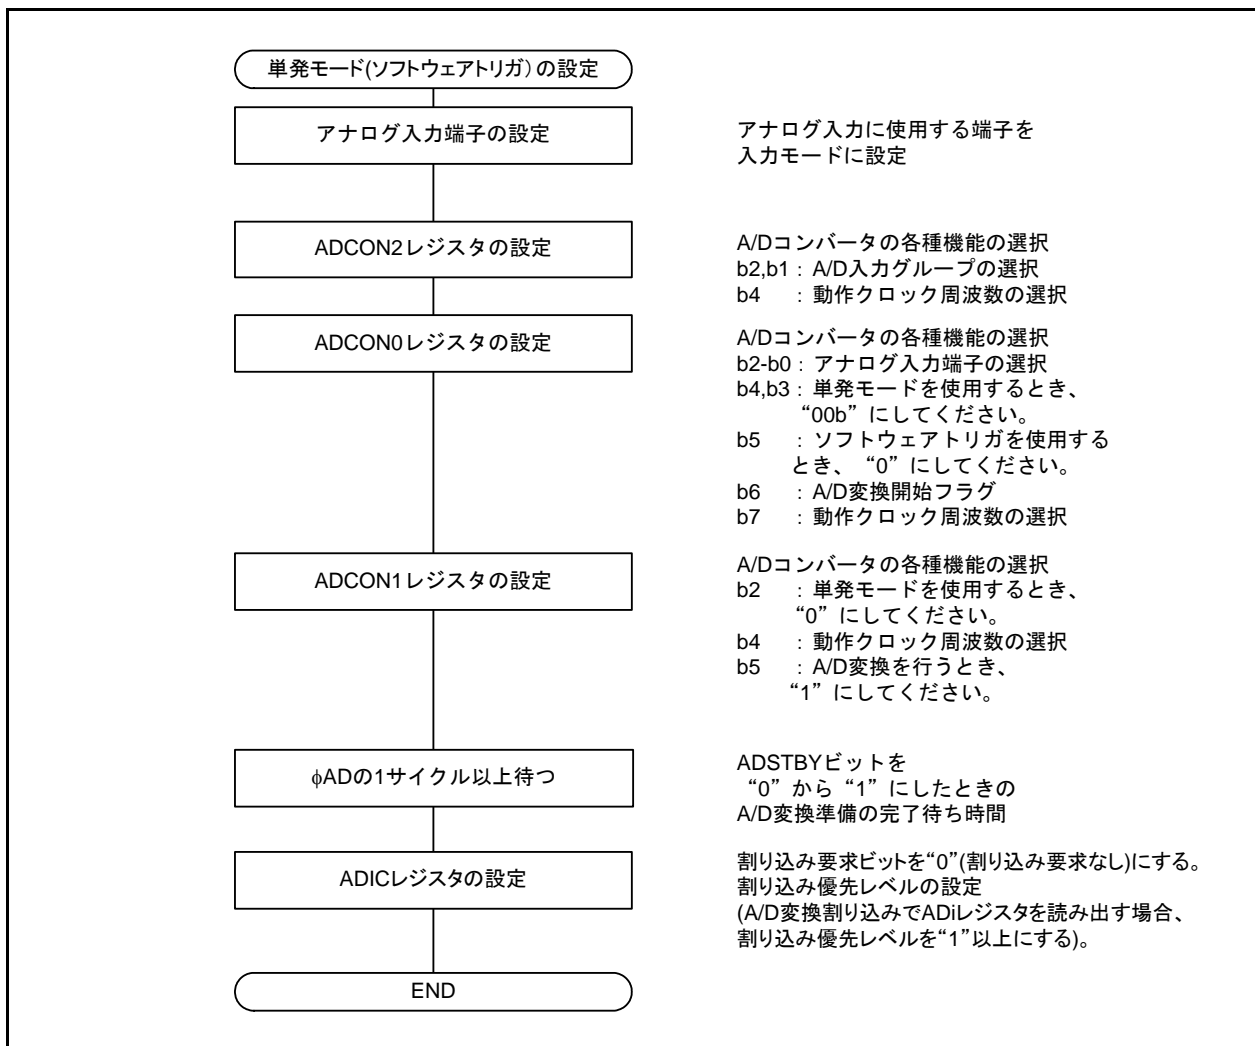 単発モード(ソフトウェアトリガ)の設定
アナログ入力端子の設定
アナログ入力に使用する端子を
入力モードに設定
ADCON2レジスタの設定
A/Dコンバータの各種機能の選択
b2,b1 : A/D入力グループの選択
b4 : 動作クロック周波数の選択
ADCON0レジスタの設定
A/Dコンバータの各種機能の選択
b2-b0 : アナログ入力端子の選択
b4,b3 : 単発モードを使用するとき、
“00b” にしてください。
b5 : ソフトウェアトリガを使用する
とき、 “0” にしてください。
b6 : A/D変換開始フラグ
b7 : 動作クロック周波数の選択
ADCON1レジスタの設定
A/Dコンバータの各種機能の選択
b2 : 単発モードを使用するとき、
“0” にしてください。
b4 : 動作クロック周波数の選択
b5 : A/D変換を行うとき、
“1” にしてください。
φADの1サイクル以上待つ
ADSTBYビットを
“0” から “1” にしたときの
A/D変換準備の完了待ち時間
ADICレジスタの設定
割り込み要求ビットを“0”(割り込み要求なし)にする。
割り込み優先レベルの設定
(A/D変換割り込みでADiレジスタを読み出す場合、
割り込み優先レベルを“1”以上にする)。
END